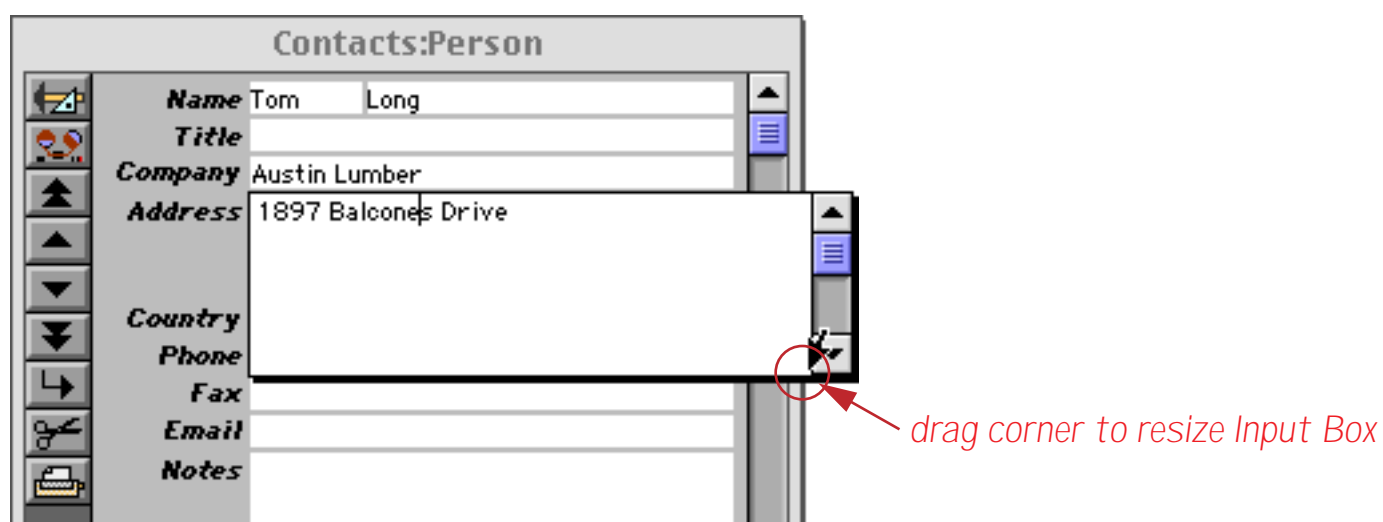 Contacts:Person
Name Tom Long
Title
Company Austin Lumber
Address 1897 Balcones Drive
Country
Phone
Fax
Email
Notes
drag corner to resize Input Box